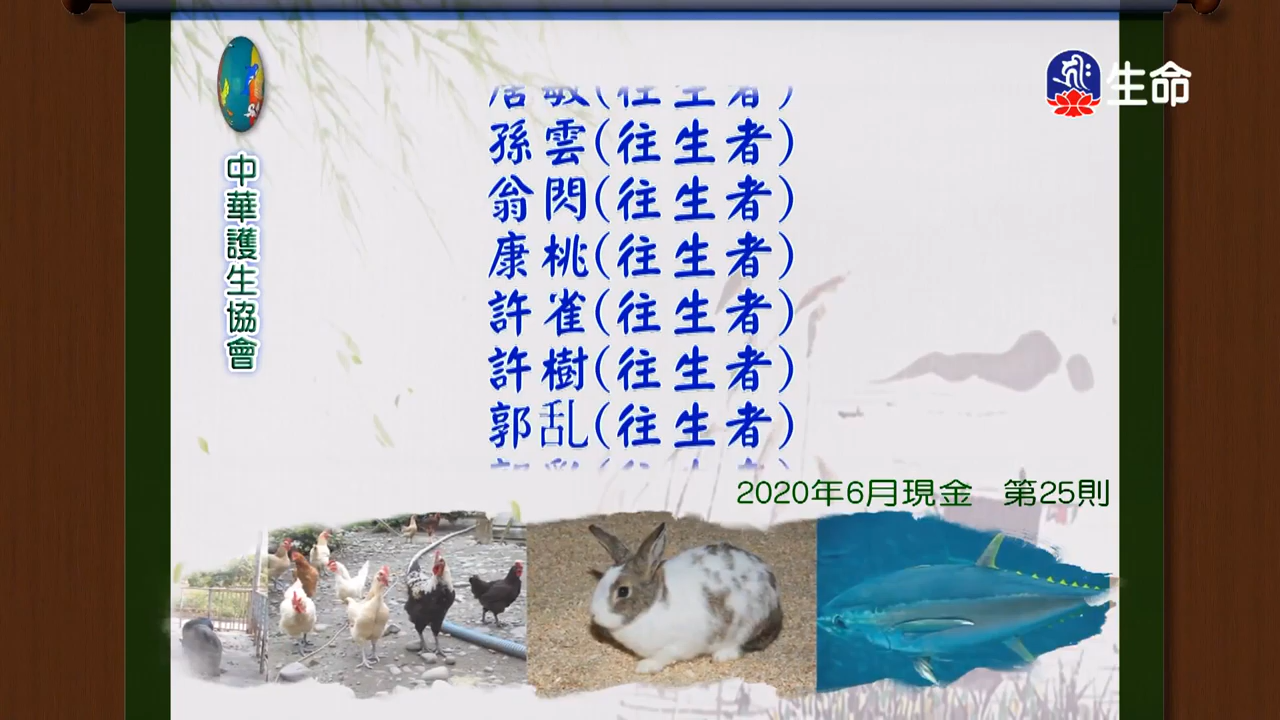 生命
中華護生協會
孫雲(往生者)
翁閃(往生者)
康桃(往生者)
許雀(往生者)
許樹(往生者)
郭乱(往生者)
2020年6月現金 第25則